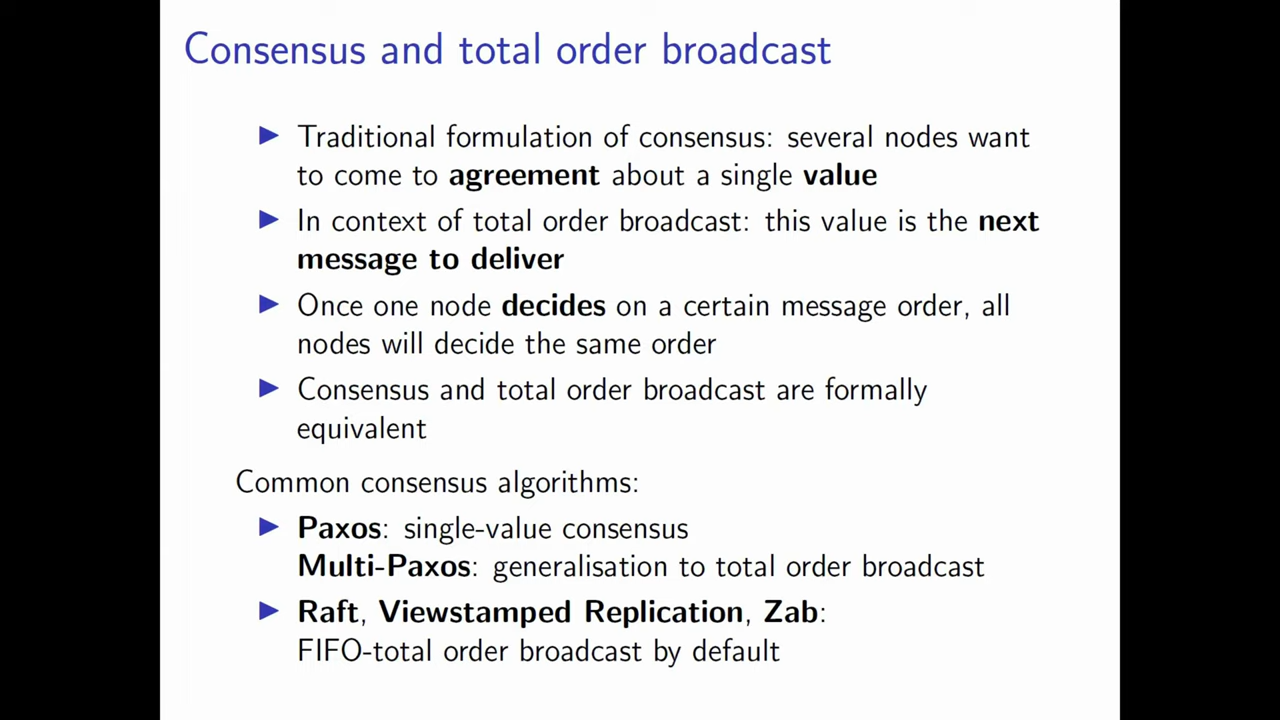 Consensus and total order broadcast
Traditional formulation of consensus: several nodes want
to come to agreement about a single value
In context of total order broadcast: this value is the next
message to deliver
Once one node decides on a certain message order, all
nodes will decide the same order
Consensus and total order broadcast are formally
equivalent
Common consensus algorithms:
Paxos: single-value consensus
Multi-Paxos: generalisation to total order broadcast
Raft, Viewstamped Replication, Zab:
FIFO-total order broadcast by default